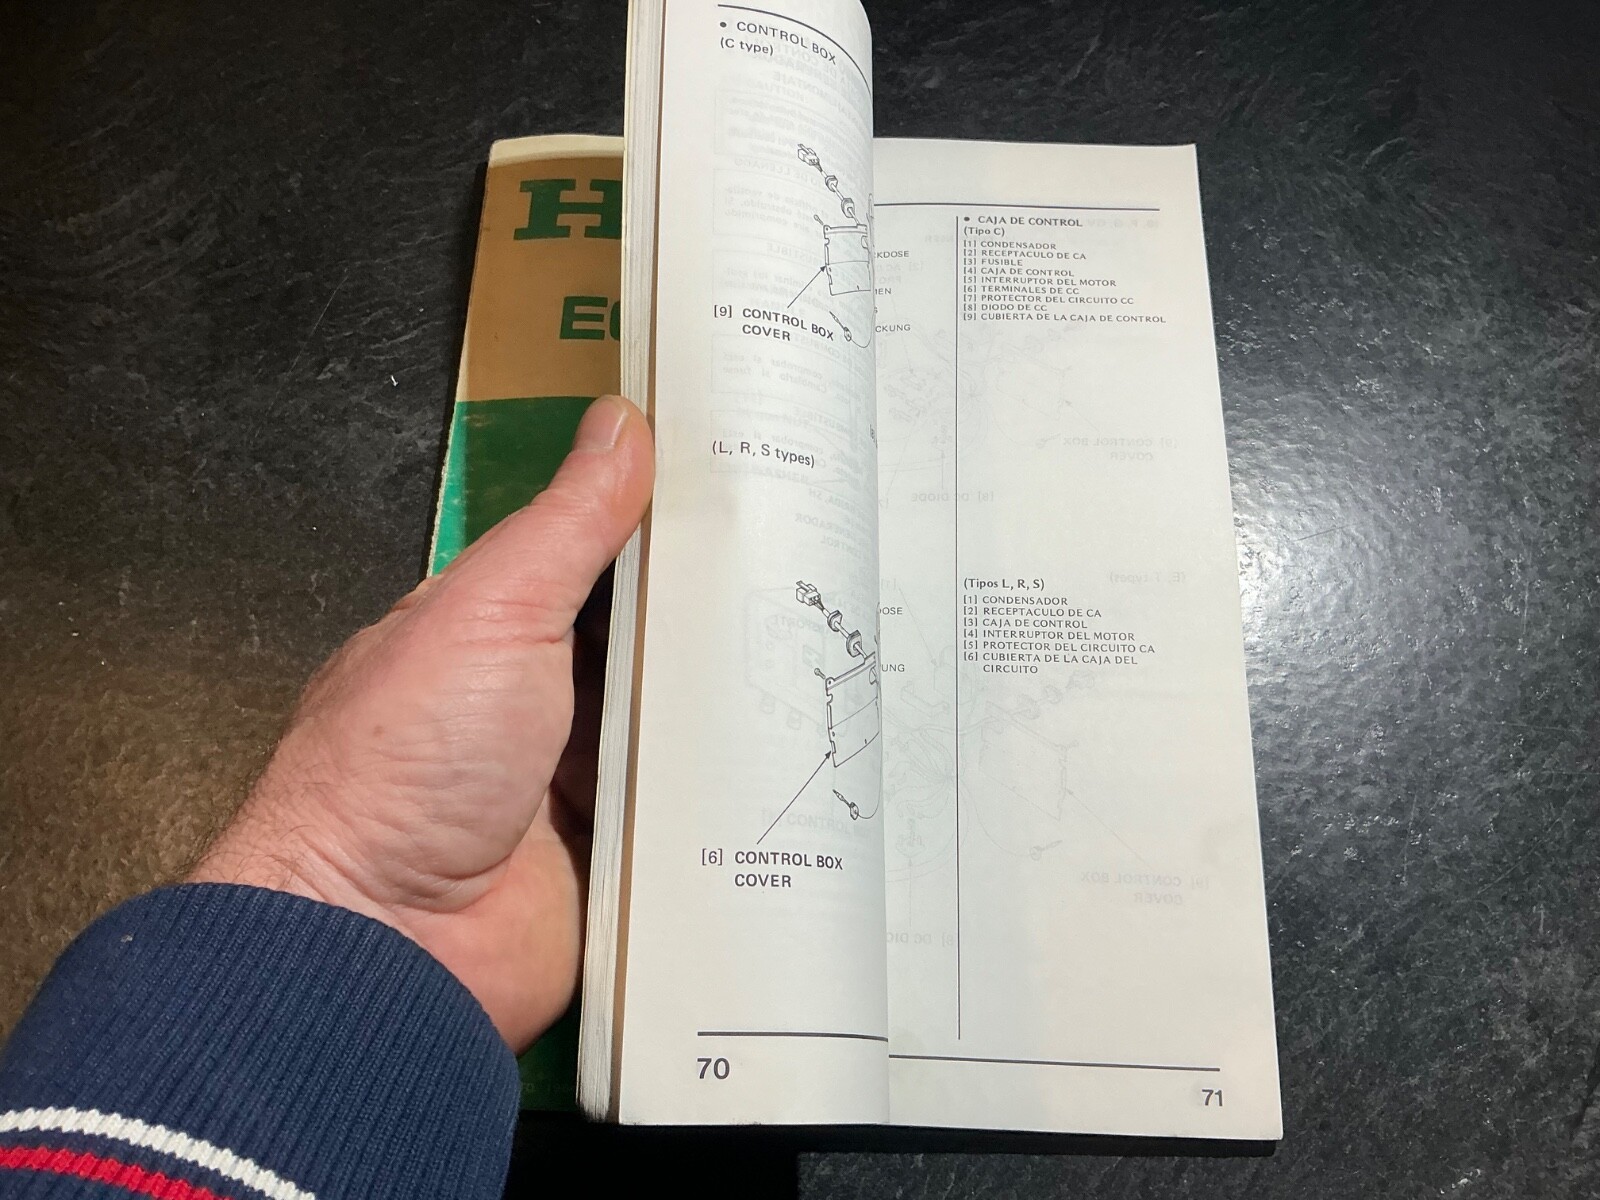 H
E
• CONTROL BOX
(C type)
[9] CONTROL BOX
COVER
(L, R, S types)
[6] CONTROL BOX
COVER
70
KDOSE
CKUNG
UNG
• CAJA DE CONTROL
(Tipo C)
[1] CONDENSADOR
[2] RECEPTACULO DE CA
[3] FUSIBLE
[4] CAJA DE CONTROL
[5] INTERRUPTOR DEL MOTOR
[6] TERMINALES DE CC
[7] PROTECTOR DEL CIRCUITO CC
[8] DIODO DE CC
[9] CUBIERTA DE LA CAJA DE CONTROL
(Tipos L, R, S)
[1] CONDENSADOR
[2] RECEPTACULO DE CA
[3] CAJA DE CONTROL
[4] INTERRUPTOR DEL MOTOR
[5] PROTECTOR DEL CIRCUITO CA
[6] CUBIERTA DE LA CAJA DEL
CIRCUITO
71